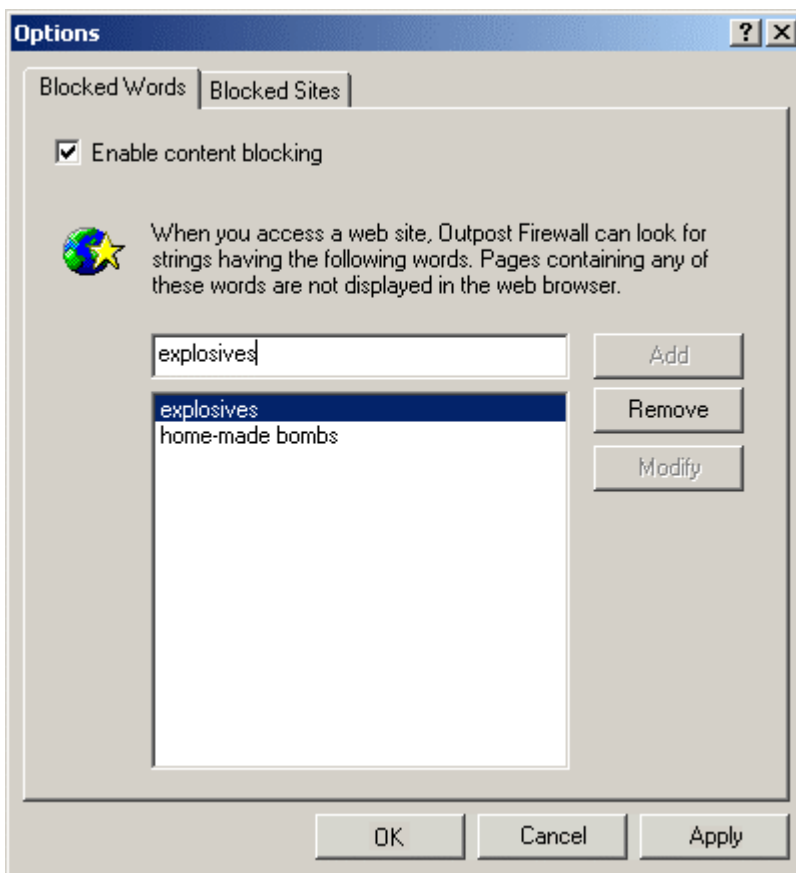 Options
Blocked Words
Blocked Sites
Enable content blocking
When you access a web site, Outpost Firewall can look for
strings having the following words. Pages containing any of
these words are not displayed in the web browser.
explosives
Add
explosives
Remove
home-made bombs
Modify
OK
Cancel
Apply